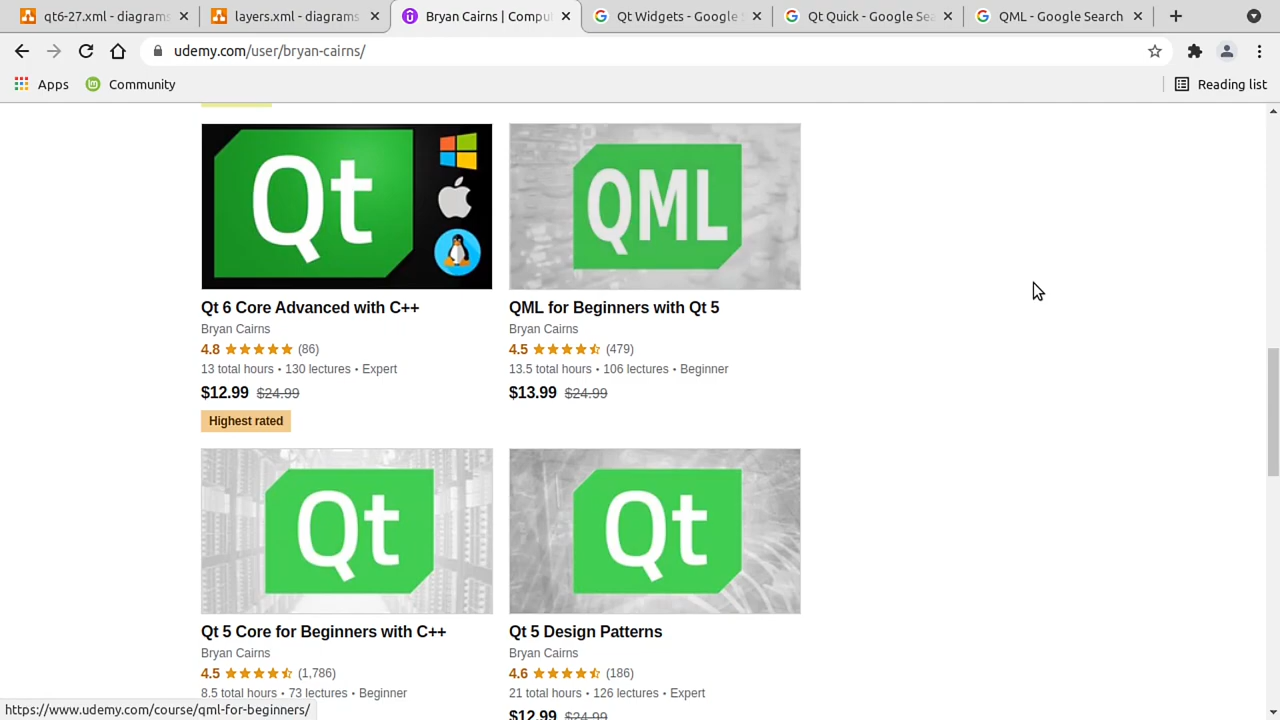 qt6-27.xml - diagrams
layers.xml - diagrams
Bryan Cairns | Compu
Qt Widgets - Google S
Qt Quick - Google Sea
QML - Google Search
udemy.com/user/bryan-cairns/
Apps
Community
Reading list
Qt
QML
Qt 6 Core Advanced with C++
QML for Beginners with Qt 5
Bryan Cairns
Bryan Cairns
4.8 (86)
4.5 (479)
13 total hours • 130 lectures • Expert
13.5 total hours • 106 lectures • Beginner
$12.99 $24.99
$13.99 $24.99
Highest rated
Qt
Qt
Qt 5 Core for Beginners with C++
Qt 5 Design Patterns
Bryan Cairns
Bryan Cairns
4.5 (1,786)
4.6 (186)
8.5 total hours • 73 lectures • Beginner
21 total hours • 126 lectures • Expert
$12.99 $24.99
https://www.udemy.com/course/qml-for-beginners/